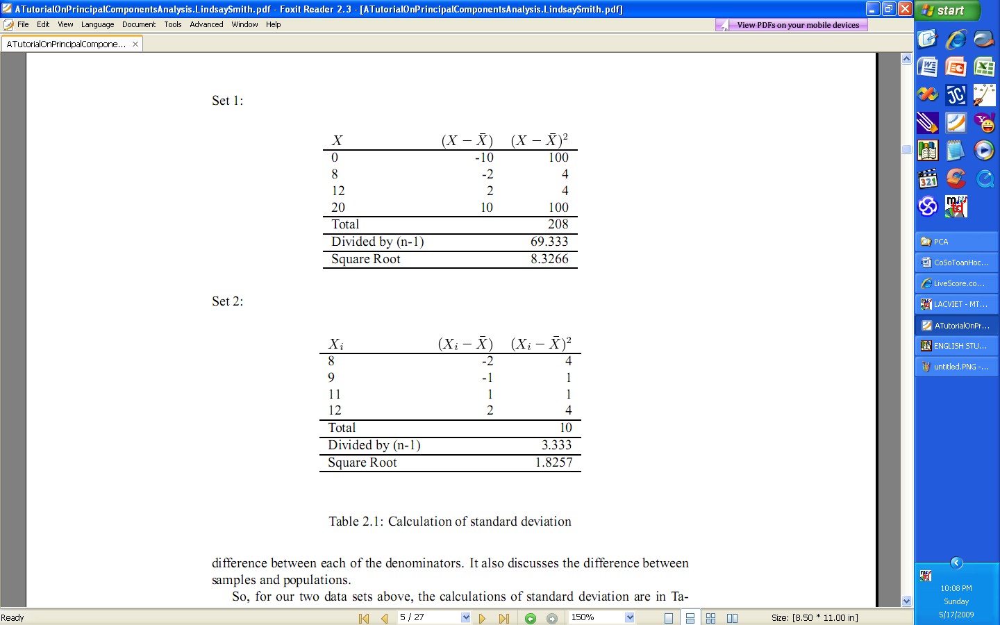 ATutorialOnPrincipalComponentsAnalysis.LindsaySmith.pdf - Foxit Reader 2.3 - [ATutorialOnPrincipalComponentsAnalysis.LindsaySmith.pdf]
File Edit View Language Document Tools Advanced Window Help
View PDFs on your mobile devices
ATutorialOnPrincipalCompone...
Set 1:
X (X − X̄) (X − X̄)²
0 -10 100
8 -2 4
12 2 4
20 10 100
Total 208
Divided by (n-1) 69.333
Square Root 8.3266
Set 2:
Xᵢ (Xᵢ − X̄) (Xᵢ − X̄)²
8 -2 4
9 -1 1
11 1 1
12 2 4
Total 10
Divided by (n-1) 3.333
Square Root 1.8257
Table 2.1: Calculation of standard deviation
difference between each of the denominators. It also discusses the difference between
samples and populations.
So, for our two data sets above, the calculations of standard deviation are in Ta-
Ready
5 / 27
150%
Size: [8.50 * 11.00 in]
start
JC
321
PCA
CoSoToanHoc...
LiveScore.co...
LACVIET - MT...
ATutorialOnPr...
ENGLISH STU...
untitled.PNG -...
10:08 PM
Sunday
5/17/2009